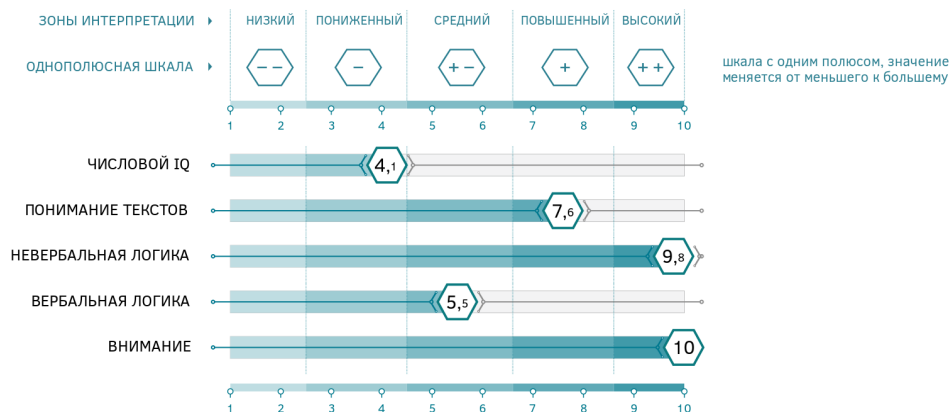 ЗОНЫ ИНТЕРПРЕТАЦИИ НИЗКИЙ ПОНИЖЕННЫЙ СРЕДНИЙ ПОВЫШЕННЫЙ ВЫСОКИЙ
ОДНОПОЛЮСНАЯ ШКАЛА – – – + – + + +
шкала с одним полюсом, значение
меняется от меньшего к большему
1 2 3 4 5 6 7 8 9 10
ЧИСЛОВОЙ IQ 4,1
ПОНИМАНИЕ ТЕКСТОВ 7,6
НЕВЕРБАЛЬНАЯ ЛОГИКА 9,8
ВЕРБАЛЬНАЯ ЛОГИКА 5,5
ВНИМАНИЕ 10
1 2 3 4 5 6 7 8 9 10